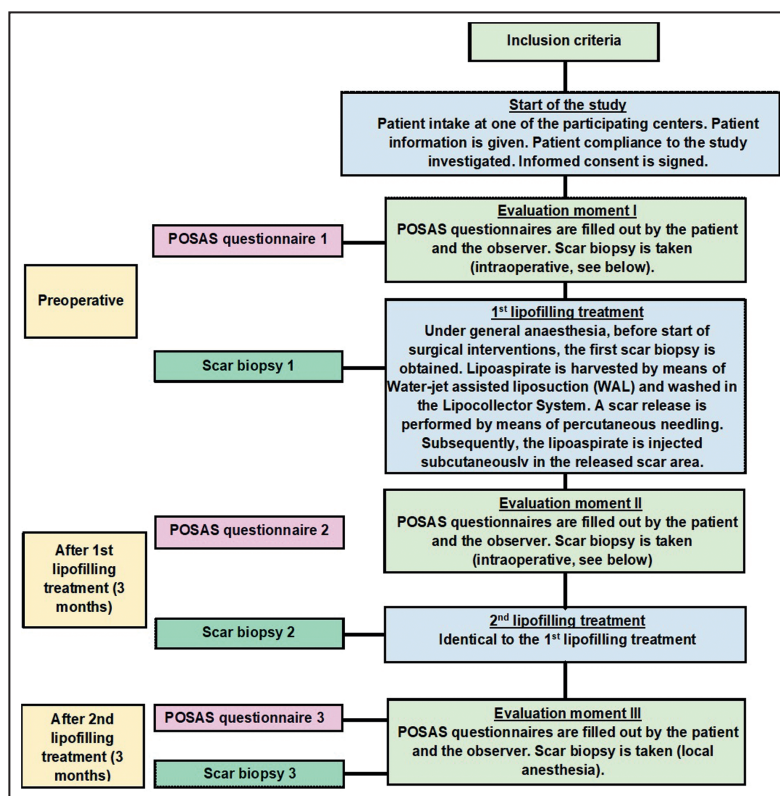 Inclusion criteria
Start of the study
Patient intake at one of the participating centers. Patient
information is given. Patient compliance to the study
investigated. Informed consent is signed.
Evaluation moment I
POSAS questionnaires are filled out by the patient
and the observer. Scar biopsy is taken
(intraoperative, see below).
POSAS questionnaire 1
Preoperative
1st lipofilling treatment
Under general anaesthesia, before start of
surgical interventions, the first scar biopsy is
obtained. Lipoaspirate is harvested by means of
Water-jet assisted liposuction (WAL) and washed in
the Lipocollector System. A scar release is
performed by means of percutaneous needling.
Subsequently, the lipoaspirate is injected
subcutaneously in the released scar area.
Scar biopsy 1
Evaluation moment II
POSAS questionnaires are filled out by the patient
and the observer. Scar biopsy is taken
(intraoperative, see below)
POSAS questionnaire 2
After 1st
lipofilling
treatment (3
months)
Scar biopsy 2
2nd lipofilling treatment
Identical to the 1st lipofilling treatment
After 2nd
lipofilling
treatment (3
months)
POSAS questionnaire 3
Scar biopsy 3
Evaluation moment III
POSAS questionnaires are filled out by the patient
and the observer. Scar biopsy is taken (local
anesthesia).